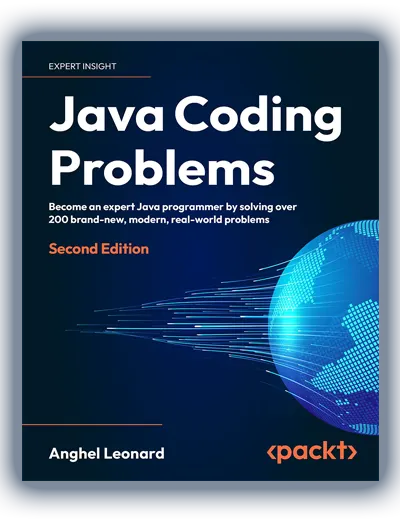 EXPERT INSIGHT
Java Coding
Problems
Become an expert Java programmer by solving over
200 brand-new, modern, real-world problems
Second Edition
Anghel Leonard
<packt>